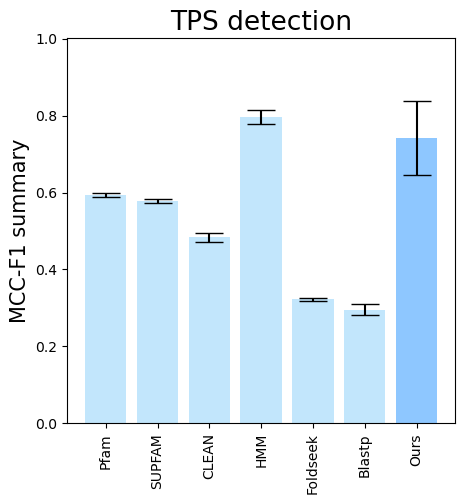 TPS detection
MCC-F1 summary
1.0
0.8
0.6
0.4
0.2
0.0
Pfam
SUPFAM
CLEAN
HMM
Foldseek
Blastp
Ours